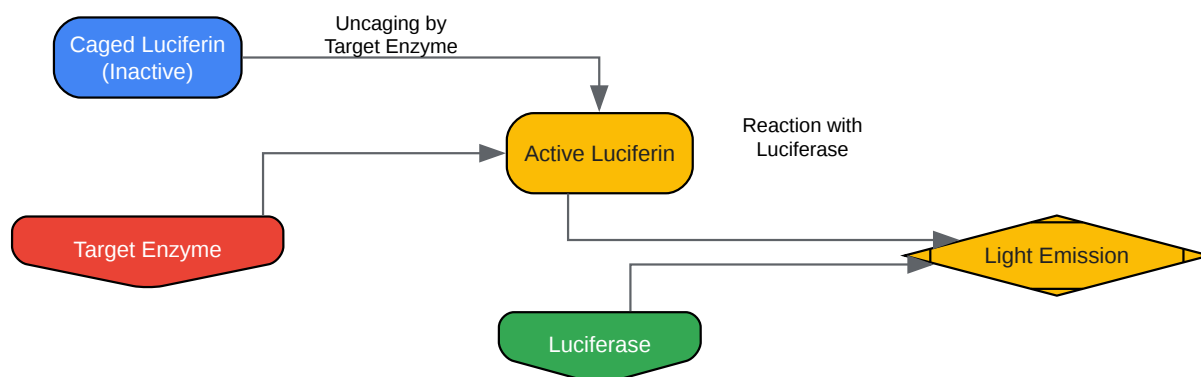 Caged Luciferin
(Inactive)
Uncaging by
Target Enzyme
Active Luciferin
Reaction with
Luciferase
Target Enzyme
Light Emission
Luciferase